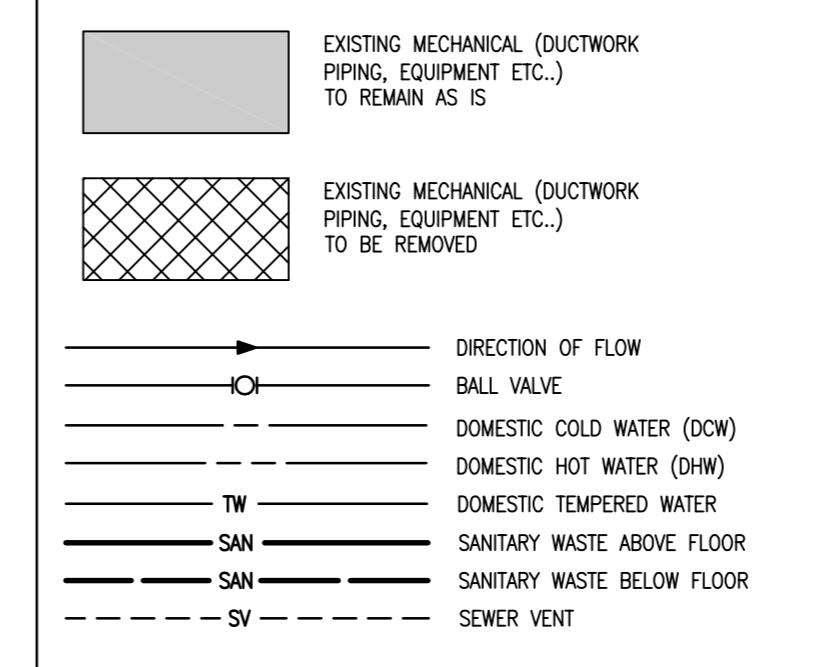 EXISTING MECHANICAL (DUCTWORK
PIPING, EQUIPMENT ETC..)
TO REMAIN AS IS
EXISTING MECHANICAL (DUCTWORK
PIPING, EQUIPMENT ETC..)
TO BE REMOVED
DIRECTION OF FLOW
BALL VALVE
DOMESTIC COLD WATER (DCW)
DOMESTIC HOT WATER (DHW)
TW DOMESTIC TEMPERED WATER
SAN SANITARY WASTE ABOVE FLOOR
SAN SANITARY WASTE BELOW FLOOR
SV SEWER VENT